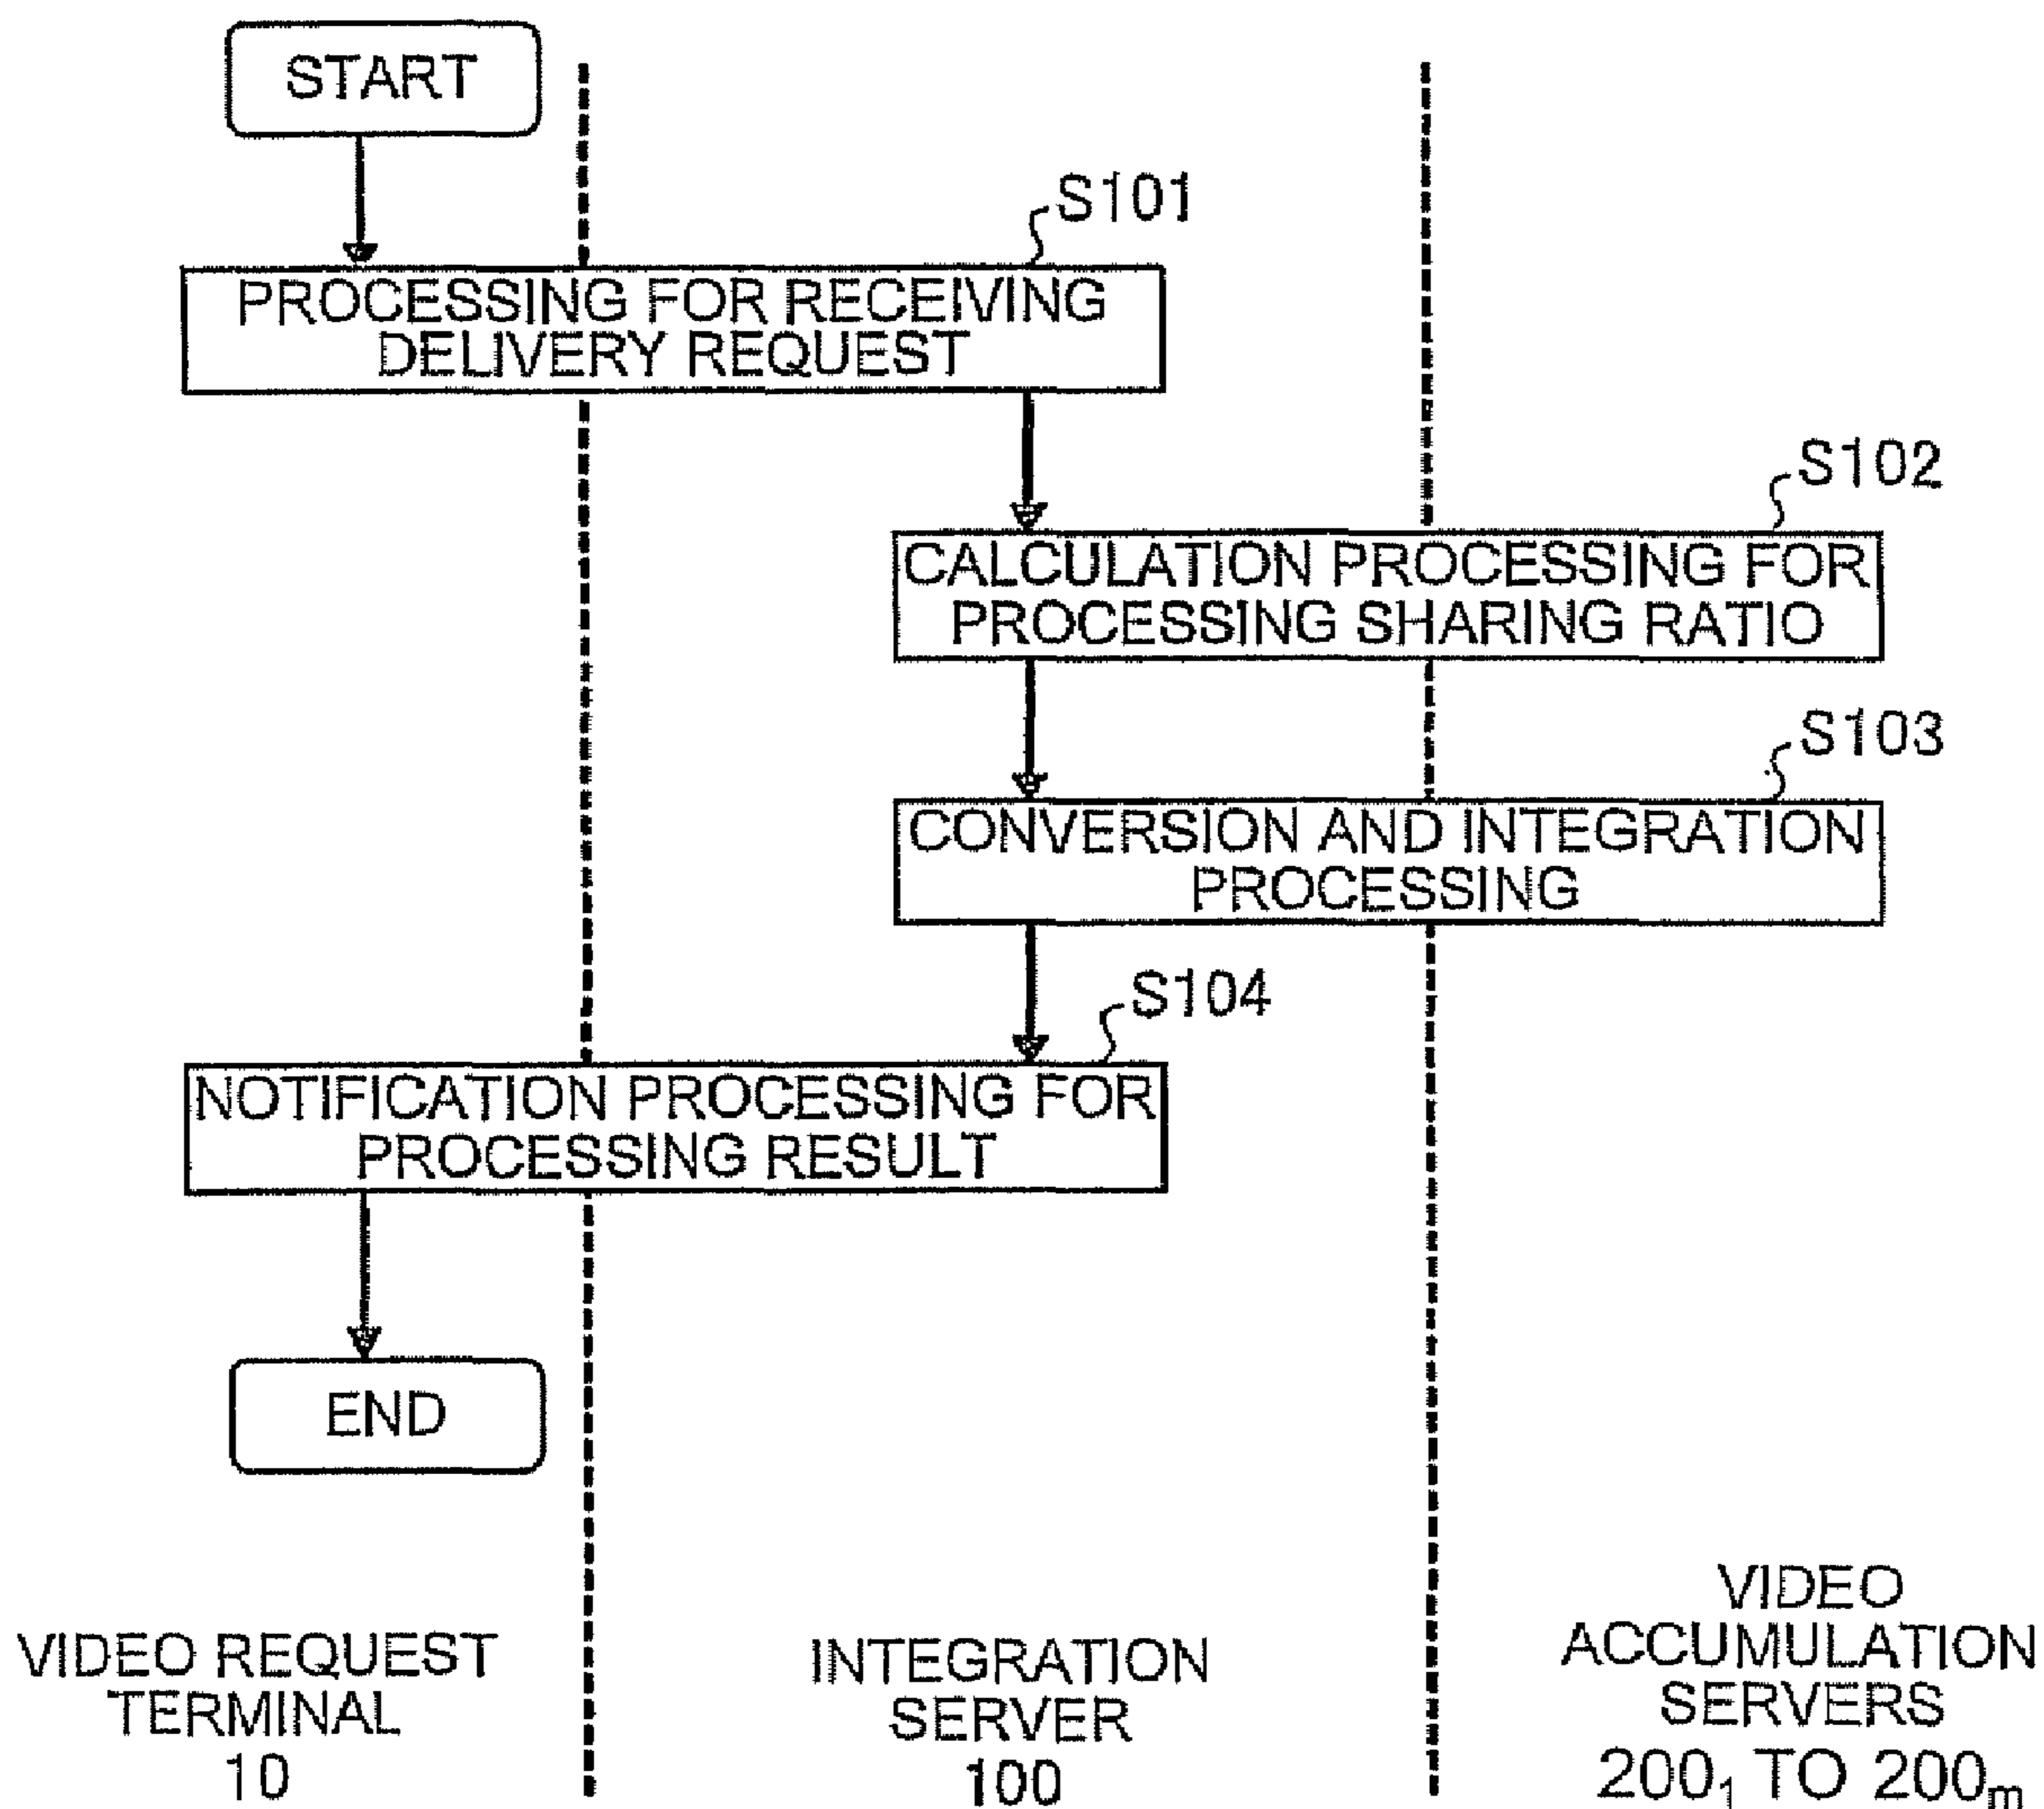 START
S101
PROCESSING FOR RECEIVING
DELIVERY REQUEST
S102
CALCULATION PROCESSING FOR
PROCESSING SHARING RATIO
S103
CONVERSION AND INTEGRATION
PROCESSING
S104
NOTIFICATION PROCESSING FOR
PROCESSING RESULT
END
VIDEO REQUEST
TERMINAL
10
INTEGRATION
SERVER
100
VIDEO
ACCUMULATION
SERVERS
200₁ TO 200ₘ